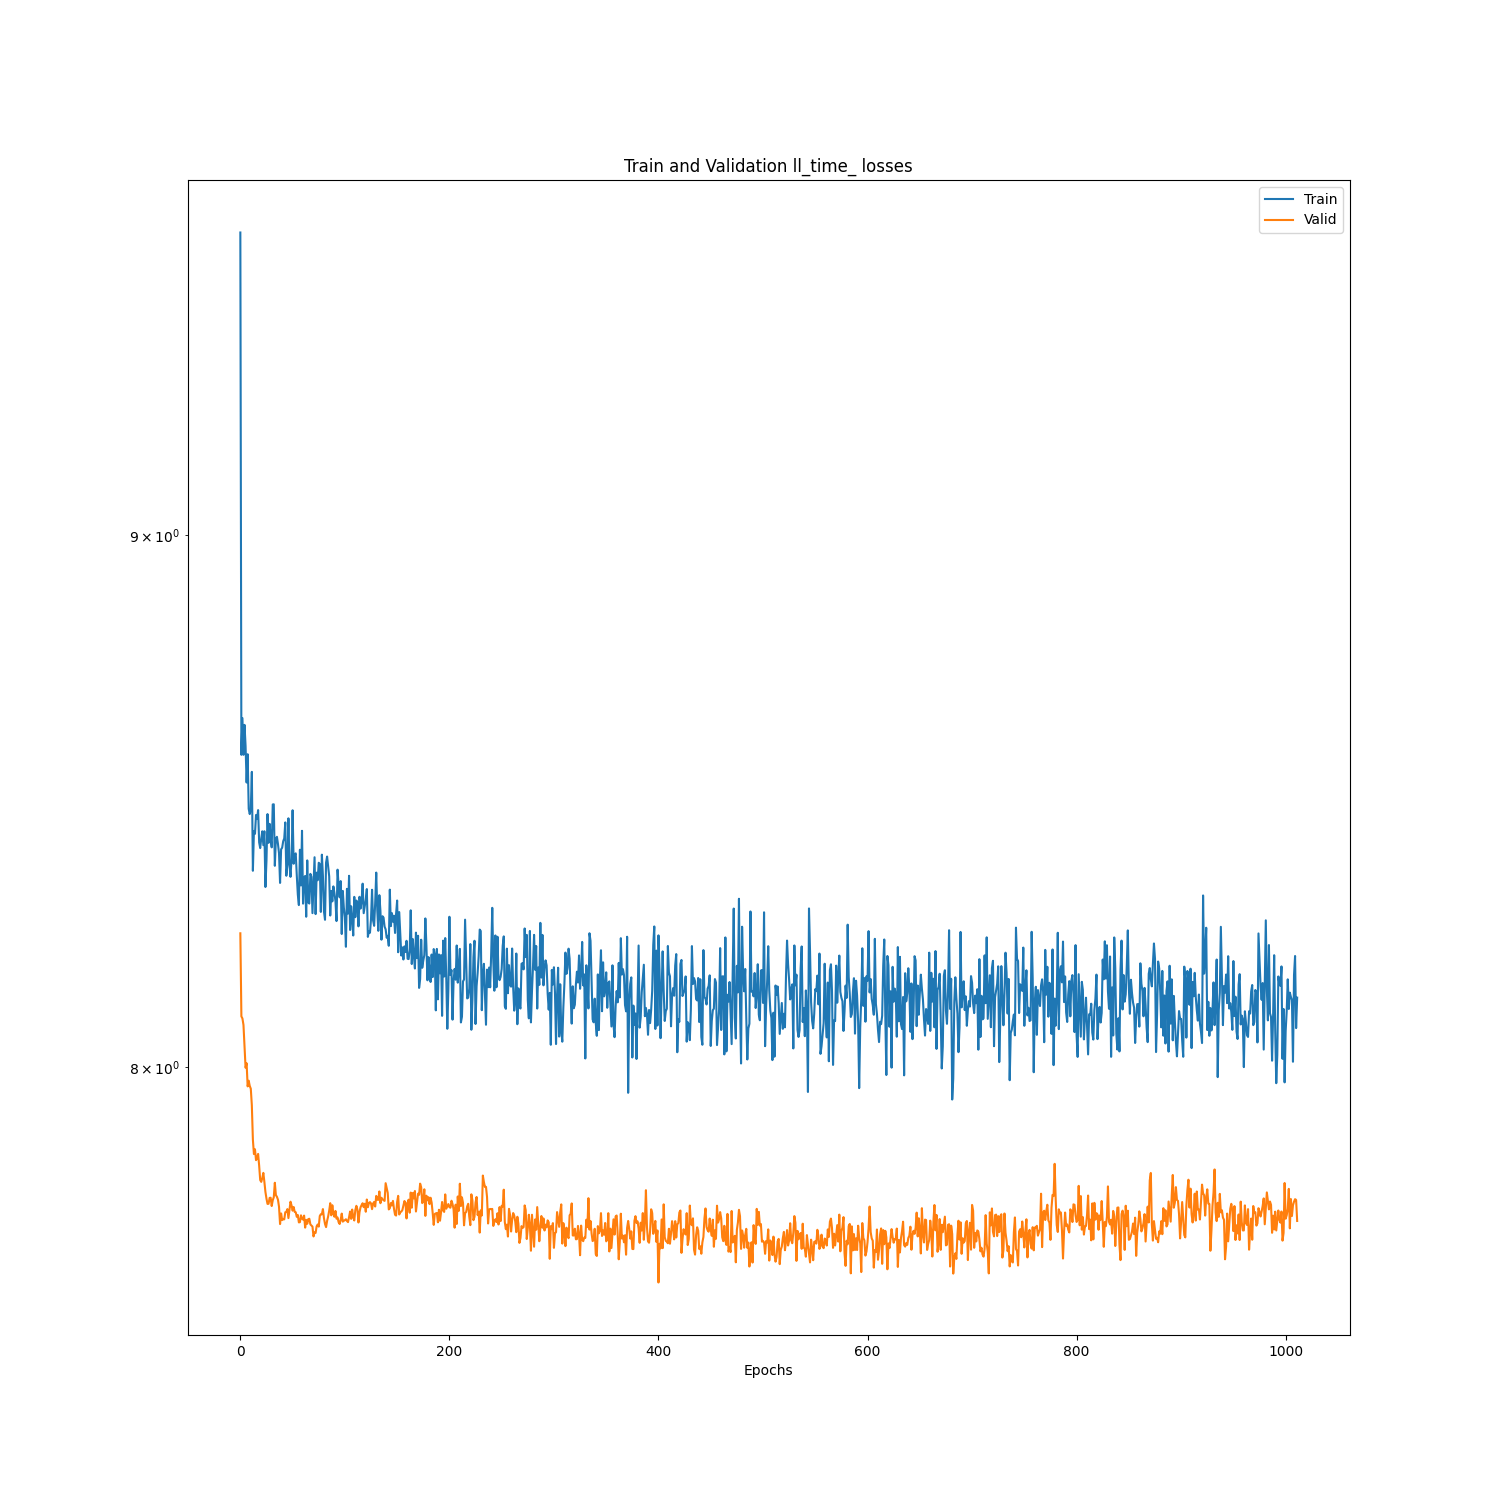 Train and Validation ll_time_ losses
Train
Valid
9 × 10⁰
8 × 10⁰
0 200 400 600 800 1000
Epochs